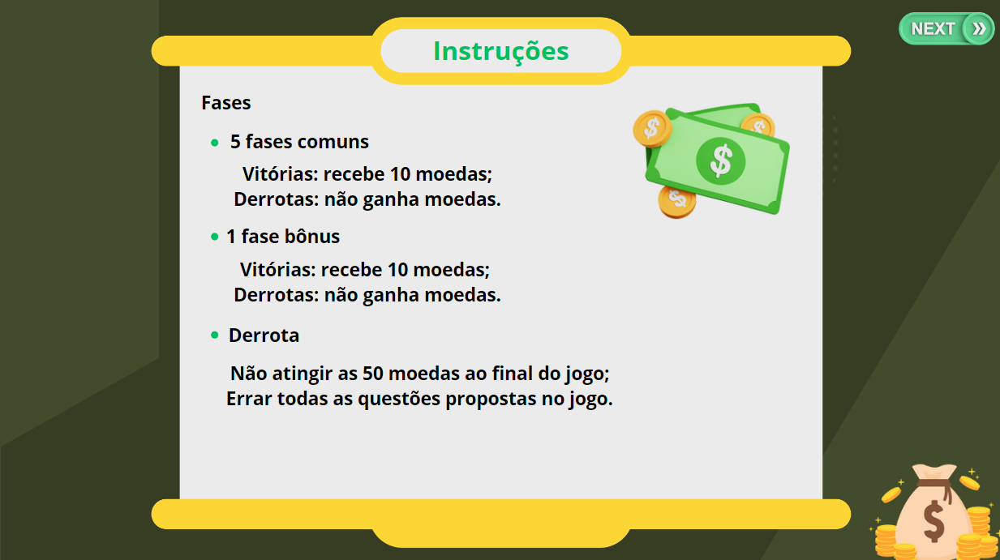 Instruções
NEXT »
Fases
5 fases comuns
Vitórias: recebe 10 moedas;
Derrotas: não ganha moedas.
1 fase bônus
Vitórias: recebe 10 moedas;
Derrotas: não ganha moedas.
Derrota
Não atingir as 50 moedas ao final do jogo;
Errar todas as questões propostas no jogo.
$
$
$
$
$